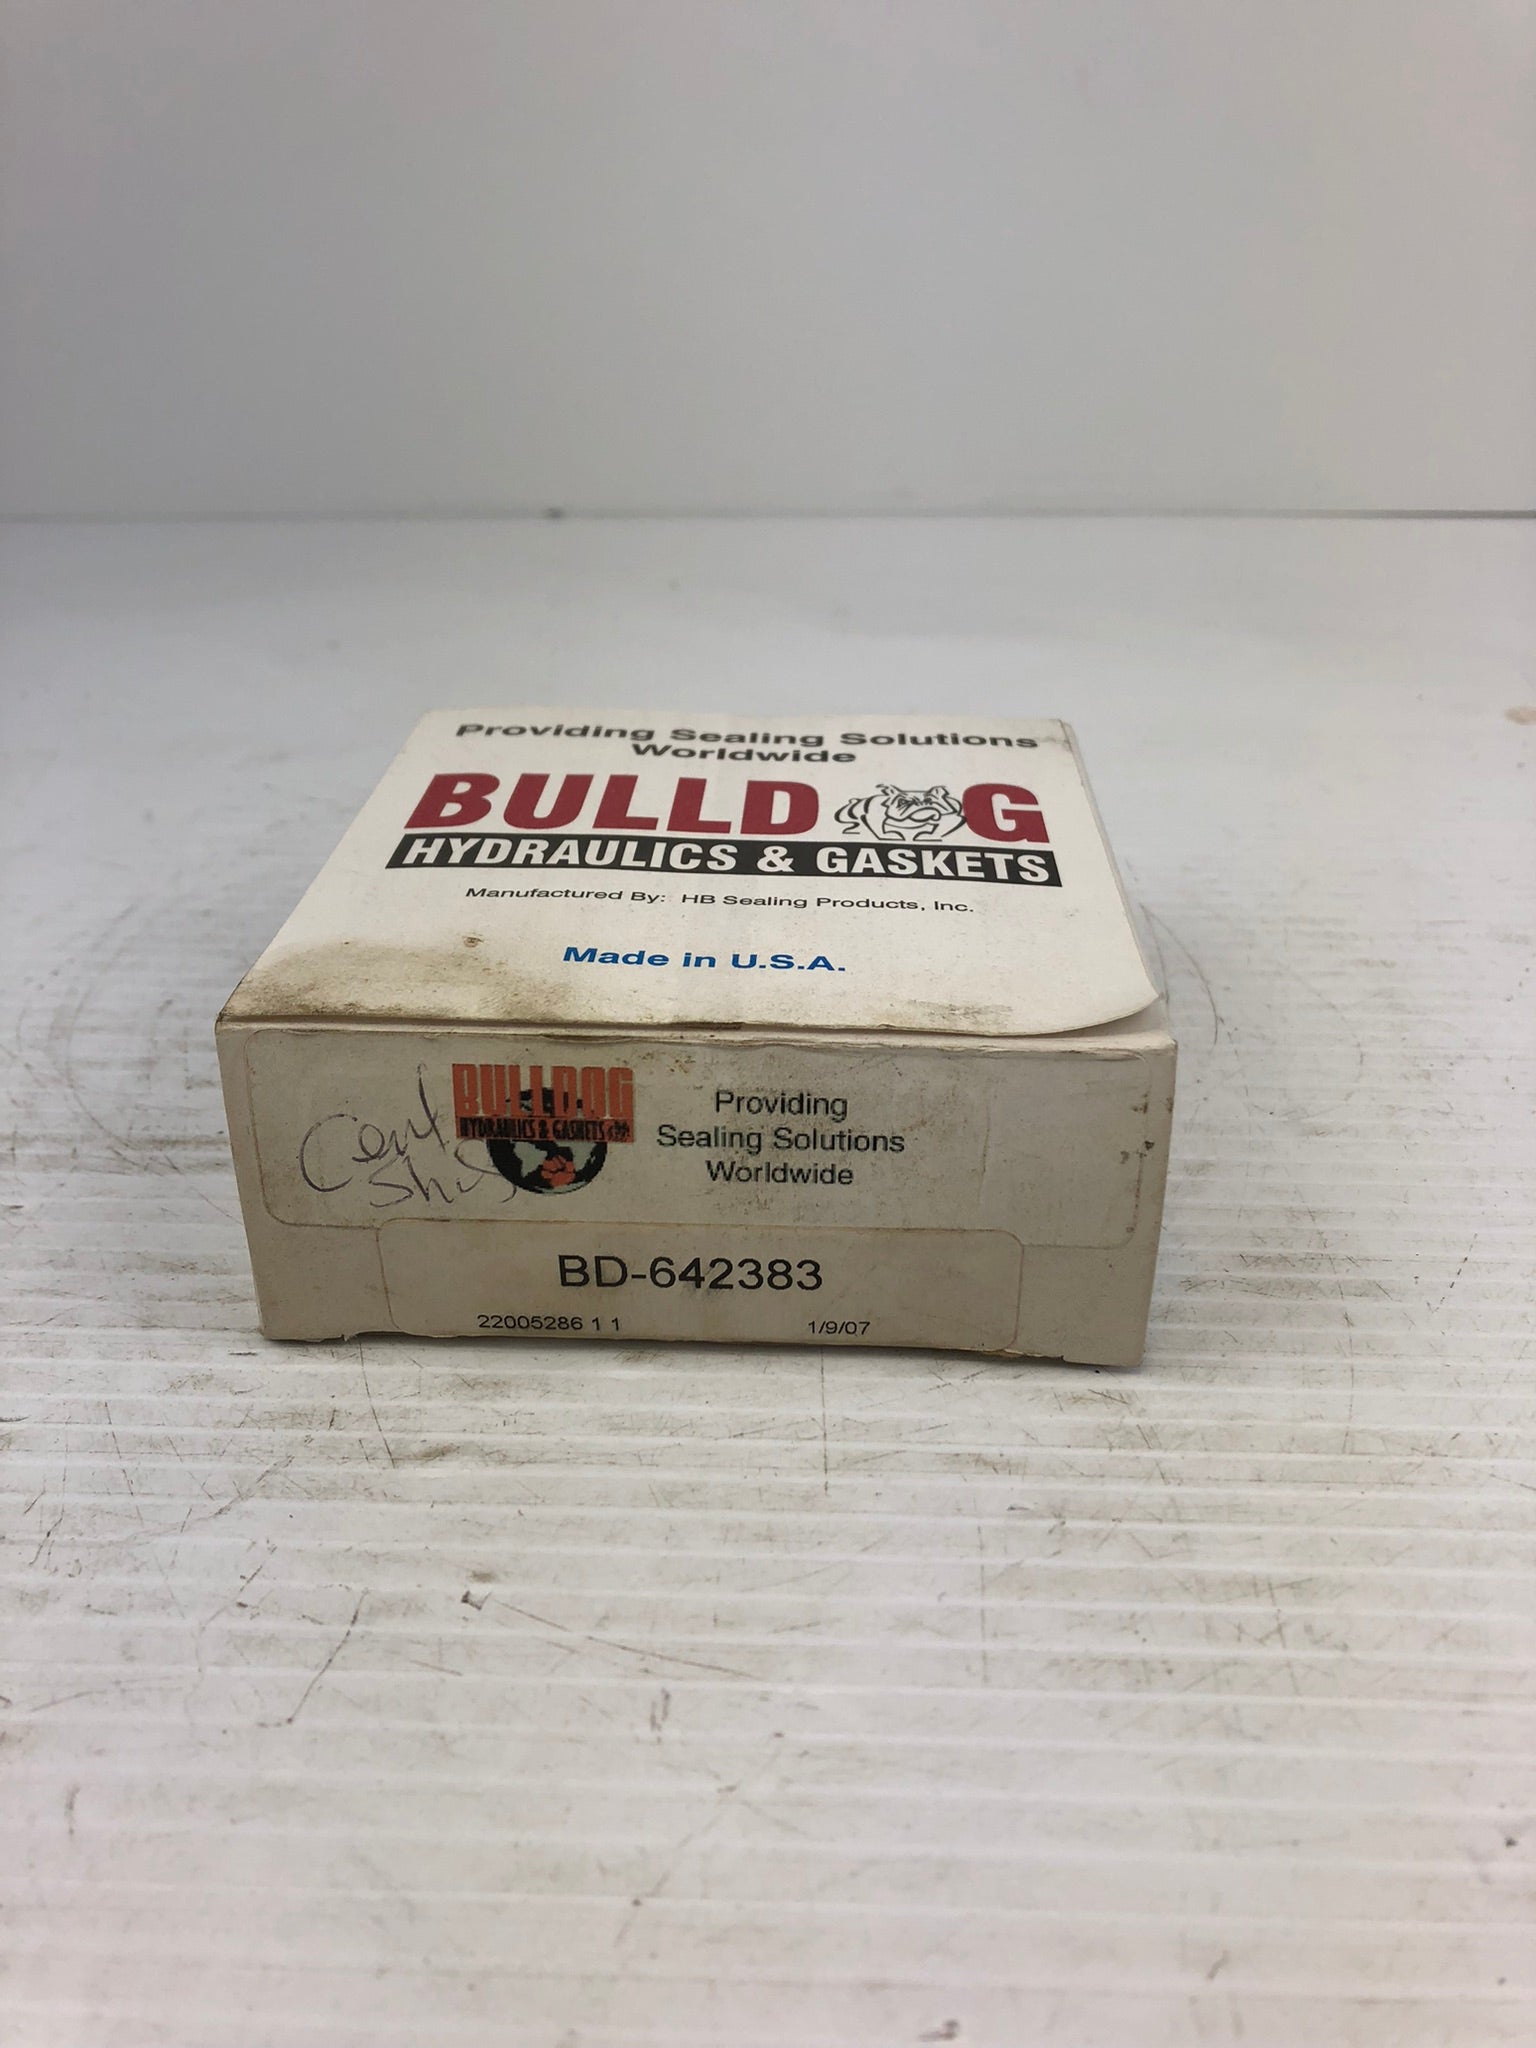 Providing Sealing Solutions
Worldwide
BULLDOG
HYDRAULICS & GASKETS
Manufactured By: HB Sealing Products, Inc.
Made in U.S.A.
BULLDOG
HYDRAULICS & GASKETS
Providing
Sealing Solutions
Worldwide
Cent
BD-642383
22005286 1 1 1/9/07